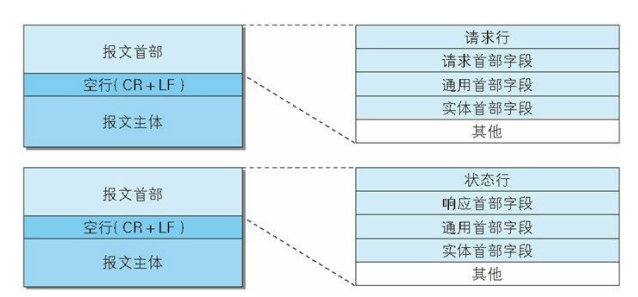 报文首部
空行( CR + LF )
报文主体
请求行
请求首部字段
通用首部字段
实体首部字段
其他
报文首部
空行( CR + LF )
报文主体
状态行
响应首部字段
通用首部字段
实体首部字段
其他